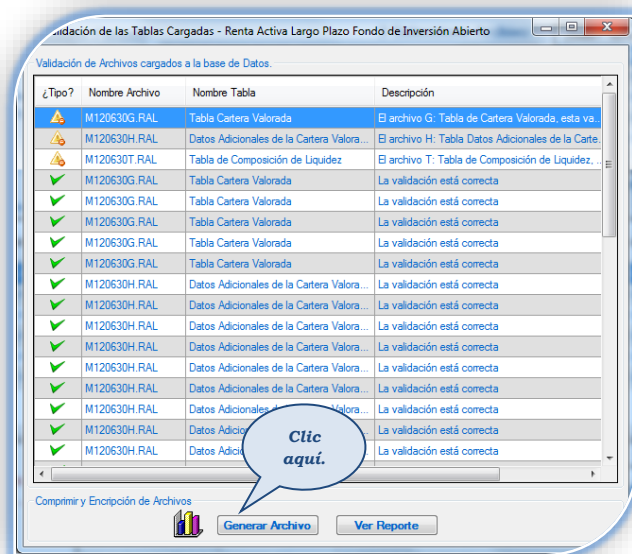 alidación de las Tablas Cargadas - Renta Activa Largo Plazo Fondo de Inversión Abierto
Validación de Archivos cargados a la base de Datos.
¿Tipo? Nombre Archivo Nombre Tabla Descripción
M120630G.RAL Tabla Cartera Valorada El archivo G: Tabla de Cartera Valorada, esta va...
M120630H.RAL Datos Adicionales de la Cartera Valora... El archivo H: Tabla Datos Adicionales de la Carte...
M120630T.RAL Tabla de Composición de Liquidez El archivo T: Tabla de Composición de Liquidez, ...
M120630G.RAL Tabla Cartera Valorada La validación está correcta
M120630G.RAL Tabla Cartera Valorada La validación está correcta
M120630G.RAL Tabla Cartera Valorada La validación está correcta
M120630G.RAL Tabla Cartera Valorada La validación está correcta
M120630G.RAL Tabla Cartera Valorada La validación está correcta
M120630H.RAL Datos Adicionales de la Cartera Valora... La validación está correcta
M120630H.RAL Datos Adicionales de la Cartera Valora... La validación está correcta
M120630H.RAL Datos Adicionales de la Cartera Valora... La validación está correcta
M120630H.RAL Datos Adicionales de la Cartera Valora... La validación está correcta
M120630H.RAL Datos Adicionales de la Cartera Valora... La validación está correcta
M120630H.RAL Datos Adicionales de la Cartera Valora... La validación está correcta
M120630H.RAL Datos Adicionales Valora... La validación está correcta
M120630H.RAL Datos La validación está correcta
M120630H.RAL Datos La validación está correcta
Clic
aquí.
Comprimir y Encripción de Archivos
Generar Archivo Ver Reporte